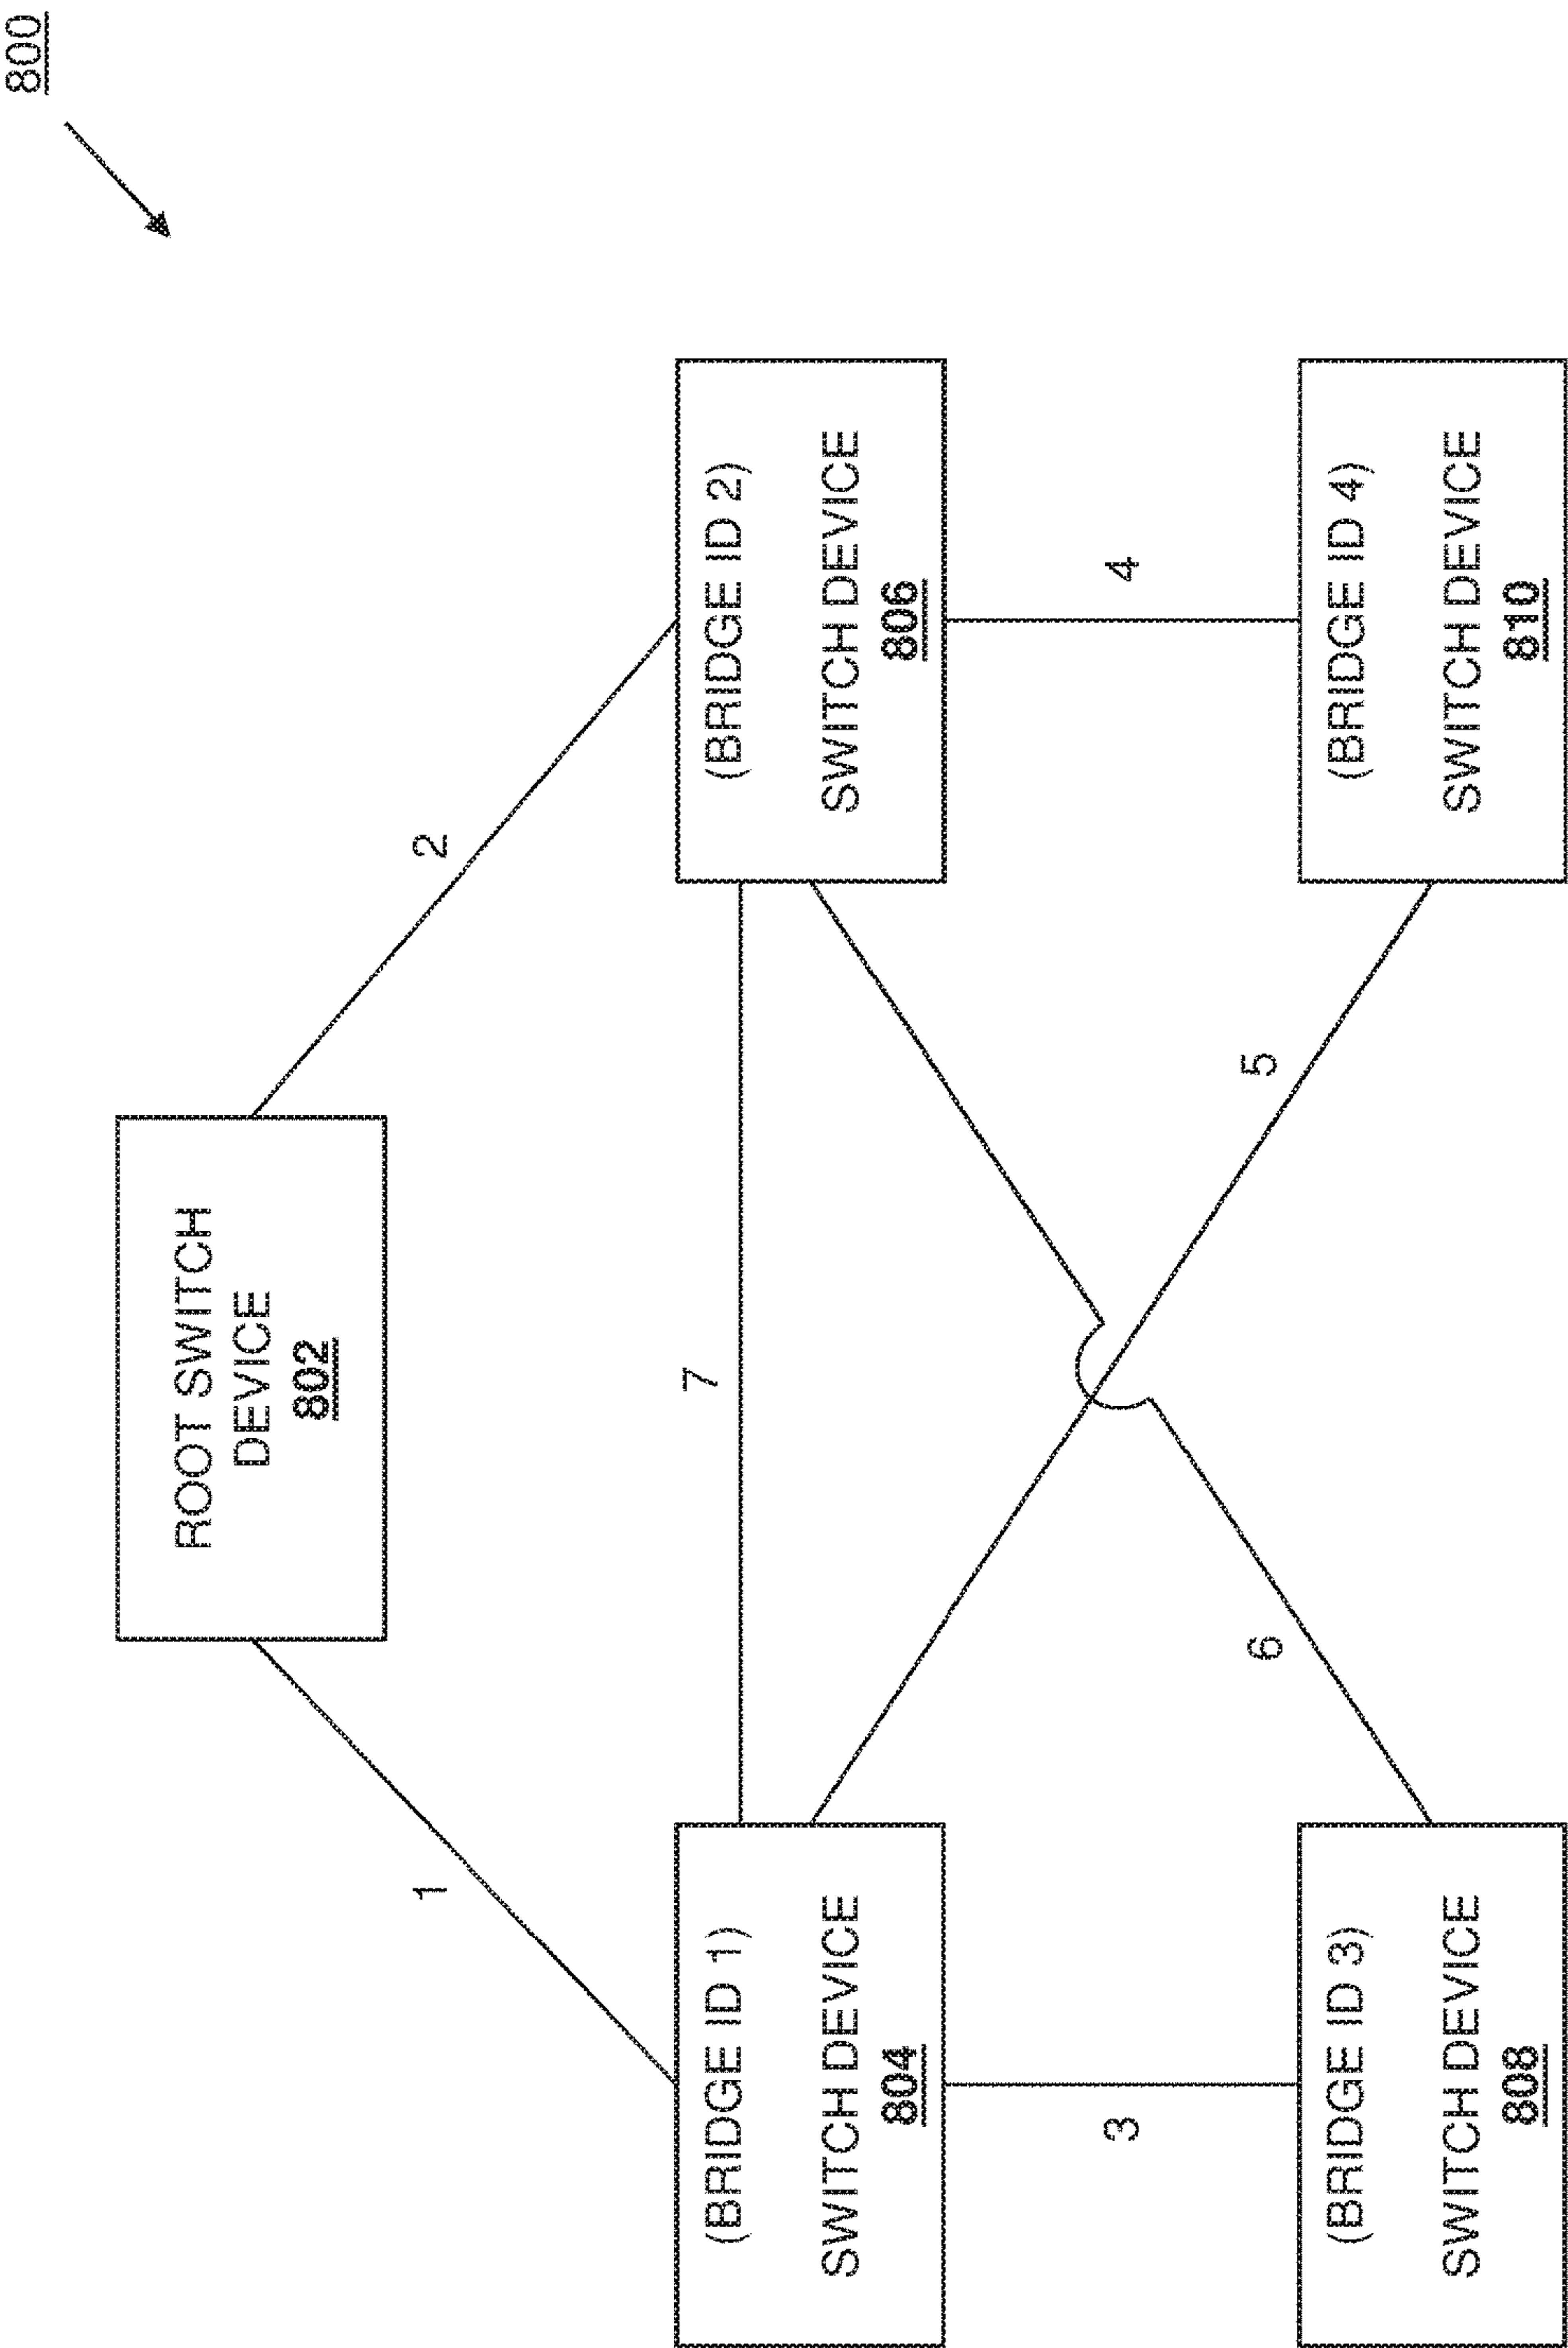 800
ROOT SWITCH
DEVICE
802
1
2
(BRIDGE ID 1)
SWITCH DEVICE
804
7
(BRIDGE ID 2)
SWITCH DEVICE
806
3
6
5
4
(BRIDGE ID 3)
SWITCH DEVICE
808
(BRIDGE ID 4)
SWITCH DEVICE
810